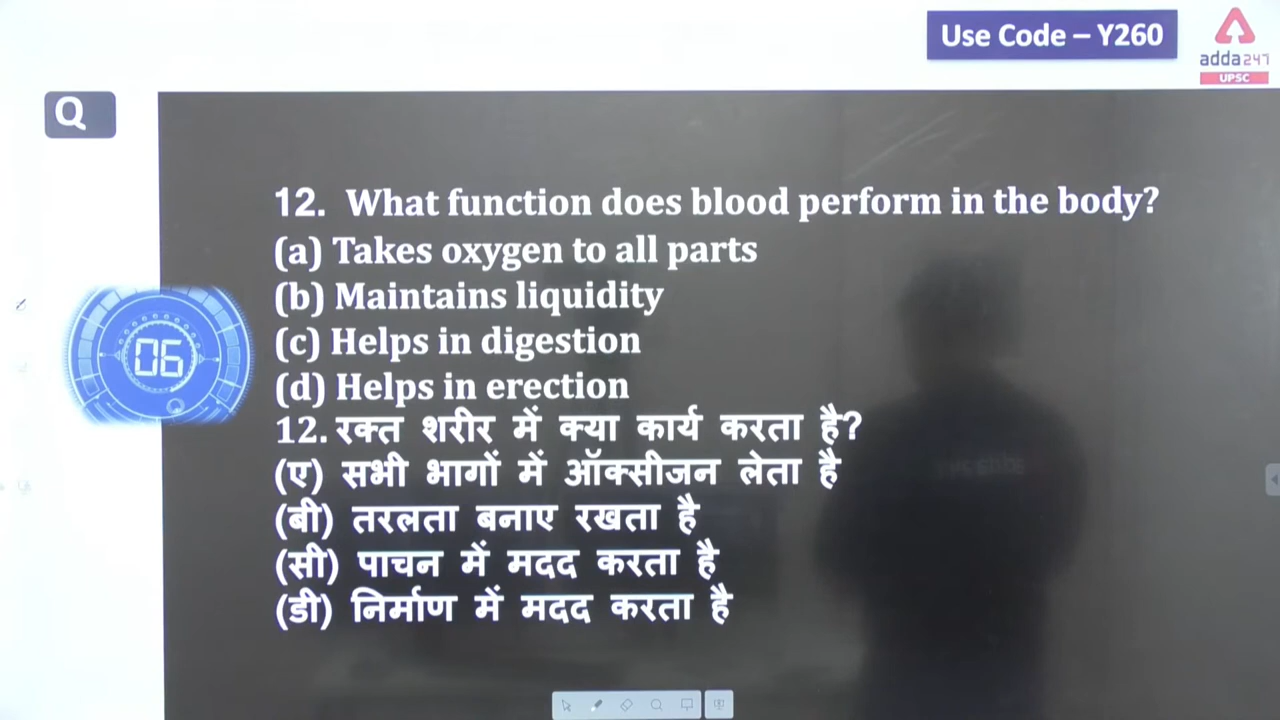 Use Code – Y260
adda247
UPSC
Q
12. What function does blood perform in the body?
(a) Takes oxygen to all parts
(b) Maintains liquidity
(c) Helps in digestion
(d) Helps in erection
06
12. रक्त शरीर में क्या कार्य करता है?
(ए) सभी भागों में ऑक्सीजन लेता है
(बी) तरलता बनाए रखता है
(सी) पाचन में मदद करता है
(डी) निर्माण में मदद करता है